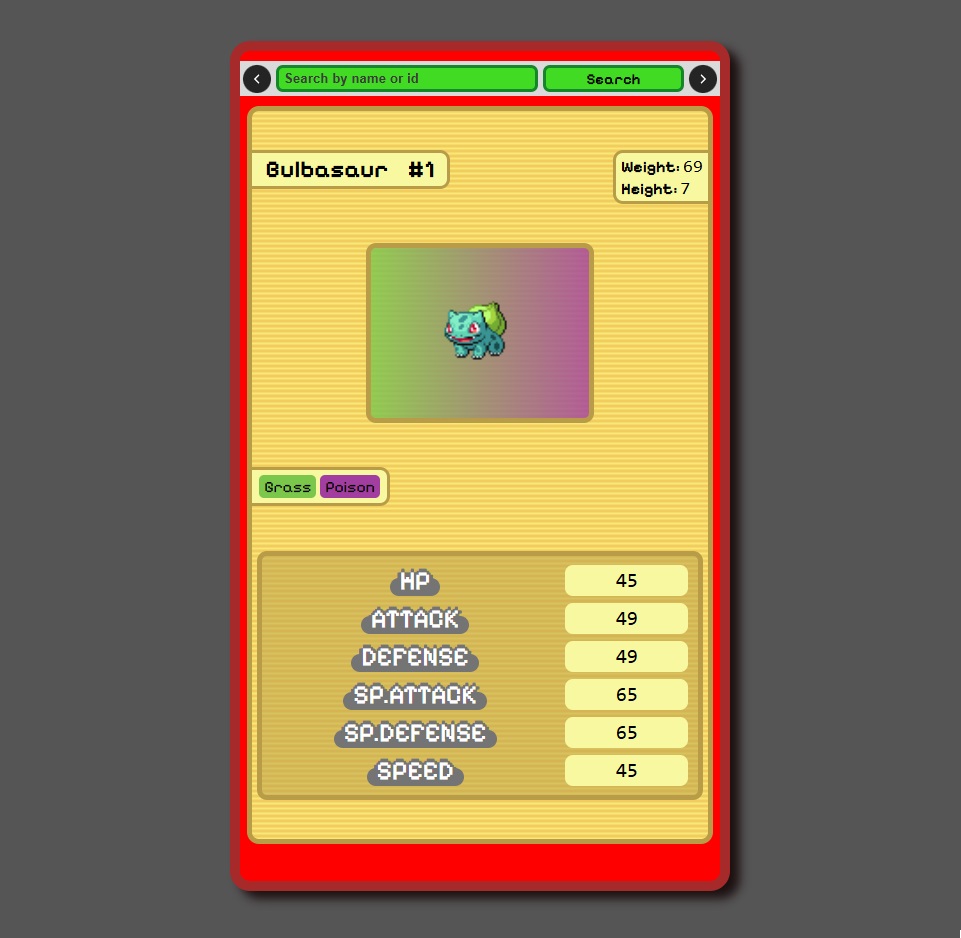 Search by name or id Search
Bulbasaur #1
Weight: 69
Height: 7
Grass Poison
HP 45
ATTACK 49
DEFENSE 49
SP.ATTACK 65
SP.DEFENSE 65
SPEED 45